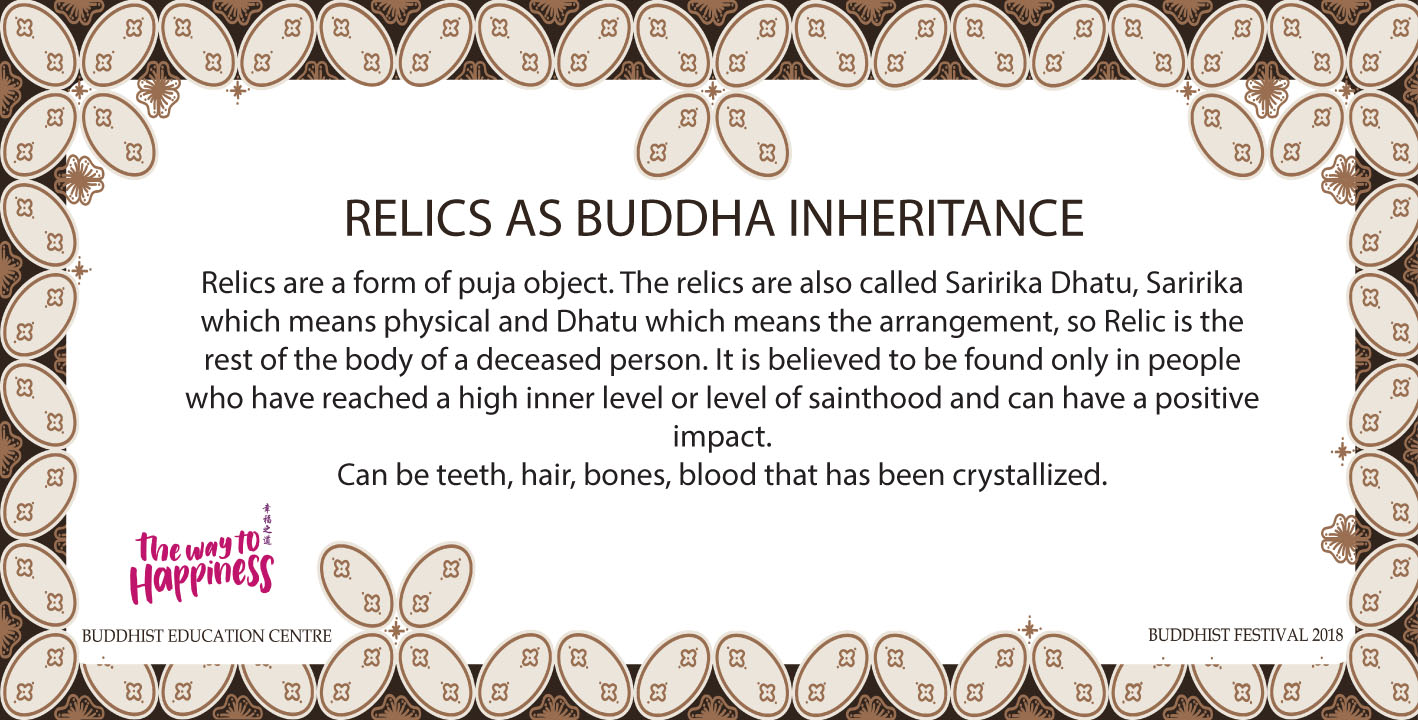 RELICS AS BUDDHA INHERITANCE
Relics are a form of puja object. The relics are also called Saririka Dhatu, Saririka
which means physical and Dhatu which means the arrangement, so Relic is the
rest of the body of a deceased person. It is believed to be found only in people
who have reached a high inner level or level of sainthood and can have a positive
impact.
Can be teeth, hair, bones, blood that has been crystallized.
幸福之道
the way to
Happiness
BUDDHIST EDUCATION CENTRE
BUDDHIST FESTIVAL 2018